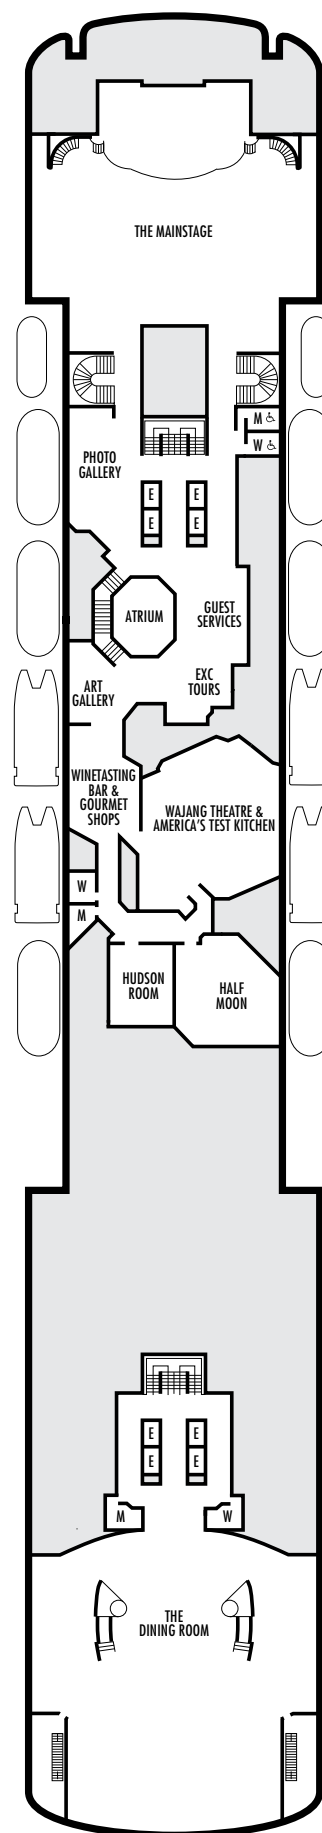 THE MAINSTAGE
M
W
PHOTO
GALLERY
E
E
E
E
ATRIUM
GUEST
SERVICES
EXC
TOURS
ART
GALLERY
WINETASTING
BAR &
GOURMET
SHOPS
WAJANG THEATRE &
AMERICA'S TEST KITCHEN
W
M
HUDSON
ROOM
HALF
MOON
E
E
E
E
M
W
THE
DINING ROOM